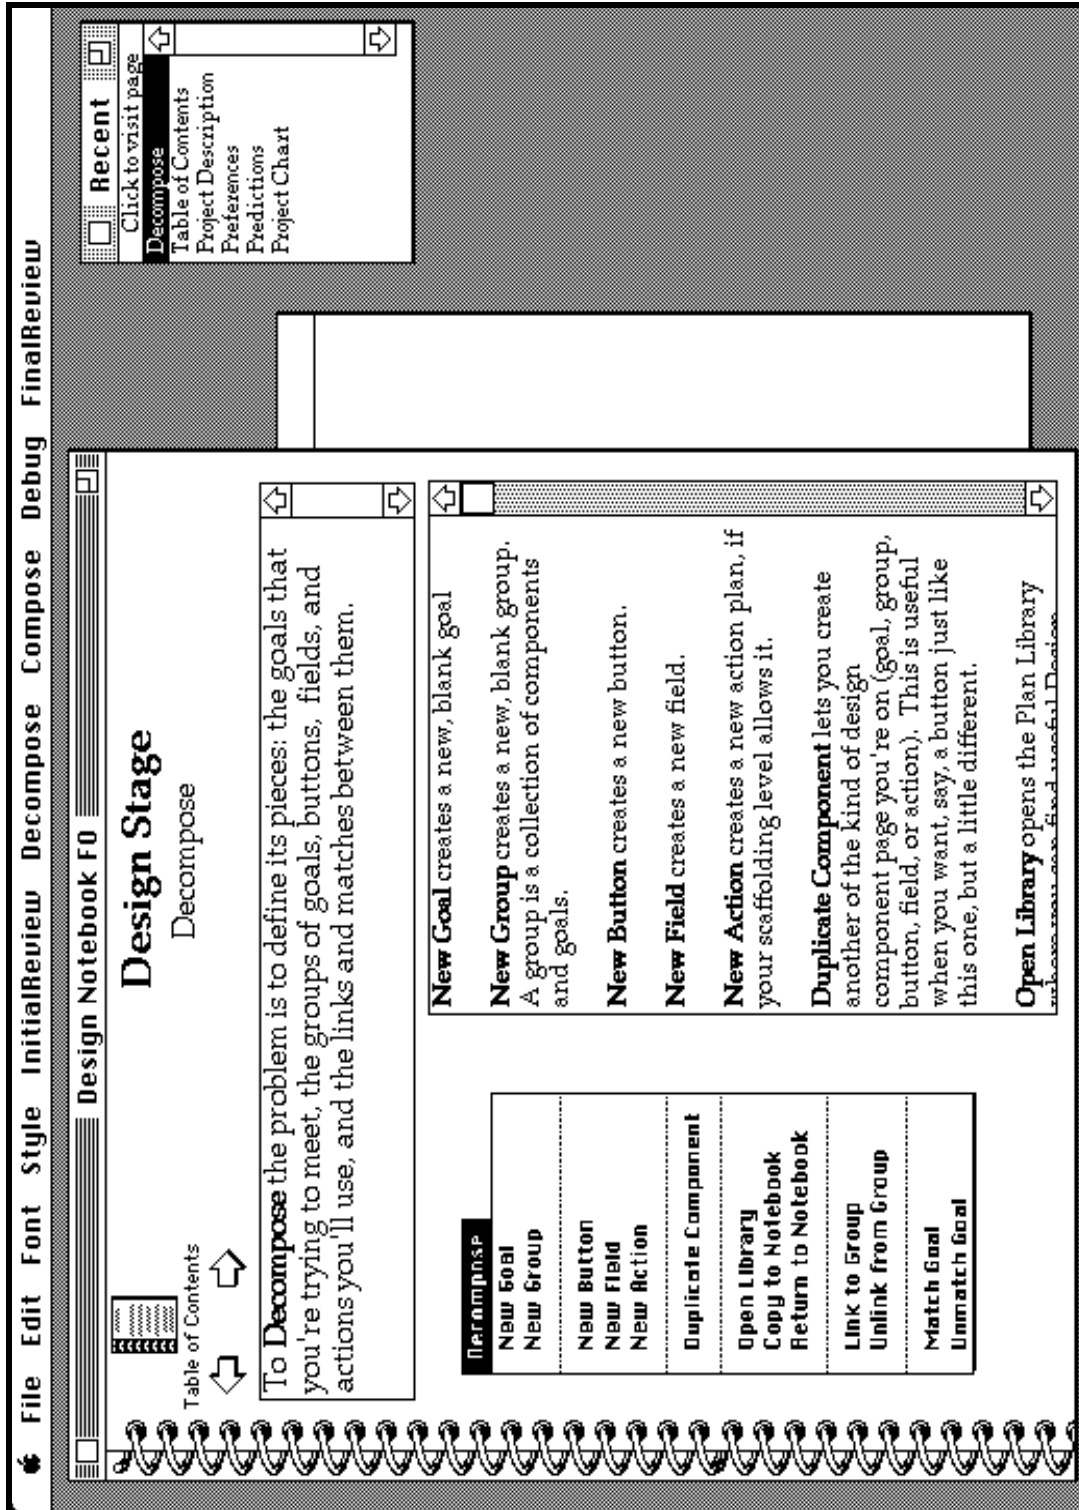 File Edit Font Style InitialReview Decompose Compose Debug FinalReview
Design Notebook FO
Design Stage
Decompose
Table of Contents
To Decompose the problem is to define its pieces: the goals that
you're trying to meet, the groups of goals, buttons, fields, and
actions you'll use, and the links and matches between them.
Decompose
New Goal
New Group
New Button
New Field
New Action
Duplicate Component
Open Library
Copy to Notebook
Return to Notebook
Link to Group
Unlink from Group
Match Goal
Unmatch Goal
New Goal creates a new, blank goal
New Group creates a new, blank group.
A group is a collection of components
and goals.
New Button creates a new button.
New Field creates a new field.
New Action creates a new action plan, if
your scaffolding level allows it.
Duplicate Component lets you create
another of the kind of design
component page you're on (goal, group,
button, field, or action). This is useful
when you want, say, a button just like
this one, but a little different.
Open Library opens the Plan Library
where you can find useful Design
Recent
Click to visit page
Decompose
Table of Contents
Project Description
Preferences
Predictions
Project Chart